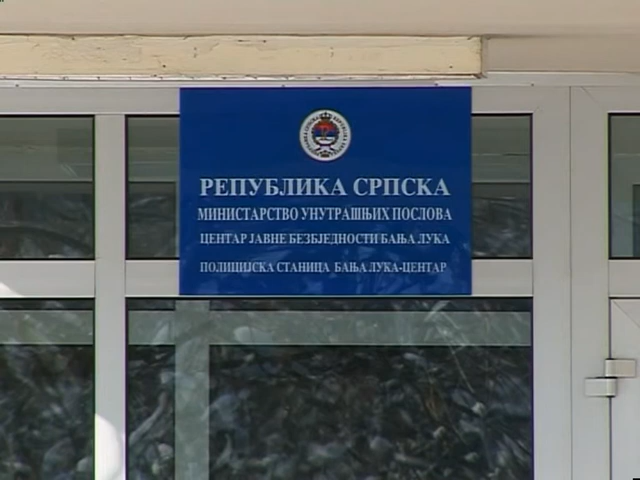 РЕПУБЛИКА СРПСКА
МИНИСТАРСТВО УНУТРАШЊИХ ПОСЛОВА
ЦЕНТАР ЈАВНЕ БЕЗБЈЕДНОСТИ БАЊА ЛУКА
ПОЛИЦИЈСКА СТАНИЦА БАЊА ЛУКА-ЦЕНТАР